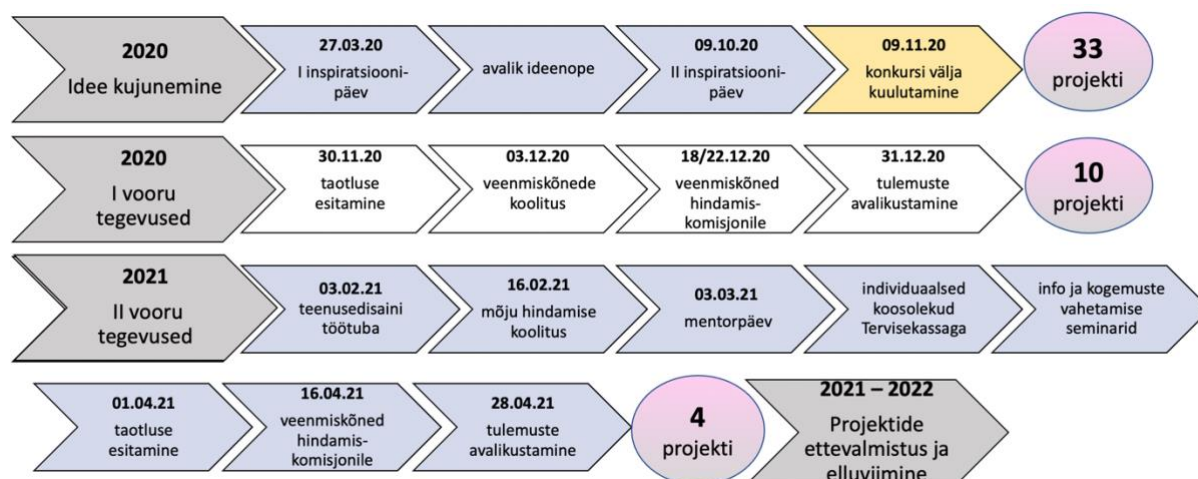 2020
Idee kujunemine
27.03.20
I inspiratsiooni-
päev
avalik ideenope
09.10.20
II inspiratsiooni-
päev
09.11.20
konkursi välja
kuulutamine
33
projekti
2020
I vooru
tegevused
30.11.20
taotluse
esitamine
03.12.20
veenmiskõnede
koolitus
18/22.12.20
veenmiskõned
hindamis-
komisjonile
31.12.20
tulemuste
avalikustamine
10
projekti
2021
II vooru
tegevused
03.02.21
teenusedisaini
töötuba
16.02.21
mõju hindamise
koolitus
03.03.21
mentorpäev
individuaalsed
koosolekud
Tervisekassaga
info ja kogemuste
vahetamise
seminarid
01.04.21
taotluse
esitamine
16.04.21
veenmiskõned
hindamis-
komisjonile
28.04.21
tulemuste
avalikustamine
4
projekti
2021 – 2022
Projektide
ettevalmistus ja
elluviimine